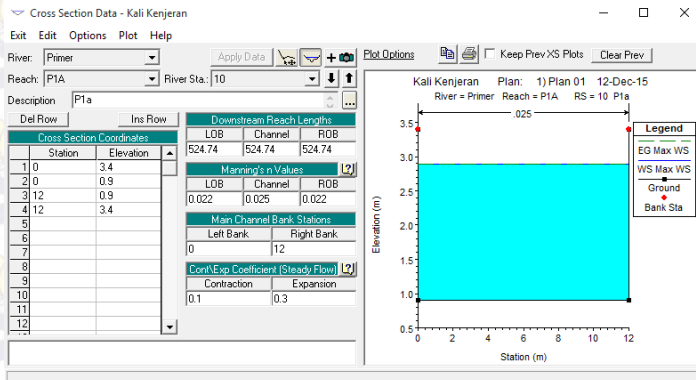 Cross Section Data - Kali Kenjeran
Exit Edit Options Plot Help
River: Primer Apply Data
Reach: P1A River Sta.: 10
Description P1a ...
Del Row Ins Row
Cross Section Coordinates
Station Elevation
1 0 3.4
2 0 0.9
3 12 0.9
4 12 3.4
5
6
7
8
9
10
11
12
Downstream Reach Lengths
LOB Channel ROB
524.74 524.74 524.74
Manning's n Values
LOB Channel ROB
0.022 0.025 0.022
Main Channel Bank Stations
Left Bank Right Bank
0 12
Cont\Exp Coefficient (Steady Flow)
Contraction Expansion
0.1 0.3
Plot Options Keep Prev XS Plots Clear Prev
Kali Kenjeran Plan: 1) Plan 01 12-Dec-15
River = Primer Reach = P1A RS = 10 P1a
.025
3.5
3.0
2.5
2.0
1.5
1.0
0.5
Elevation (m)
0 2 4 6 8 10 12
Station (m)
Legend
EG Max WS
WS Max WS
Ground
Bank Sta